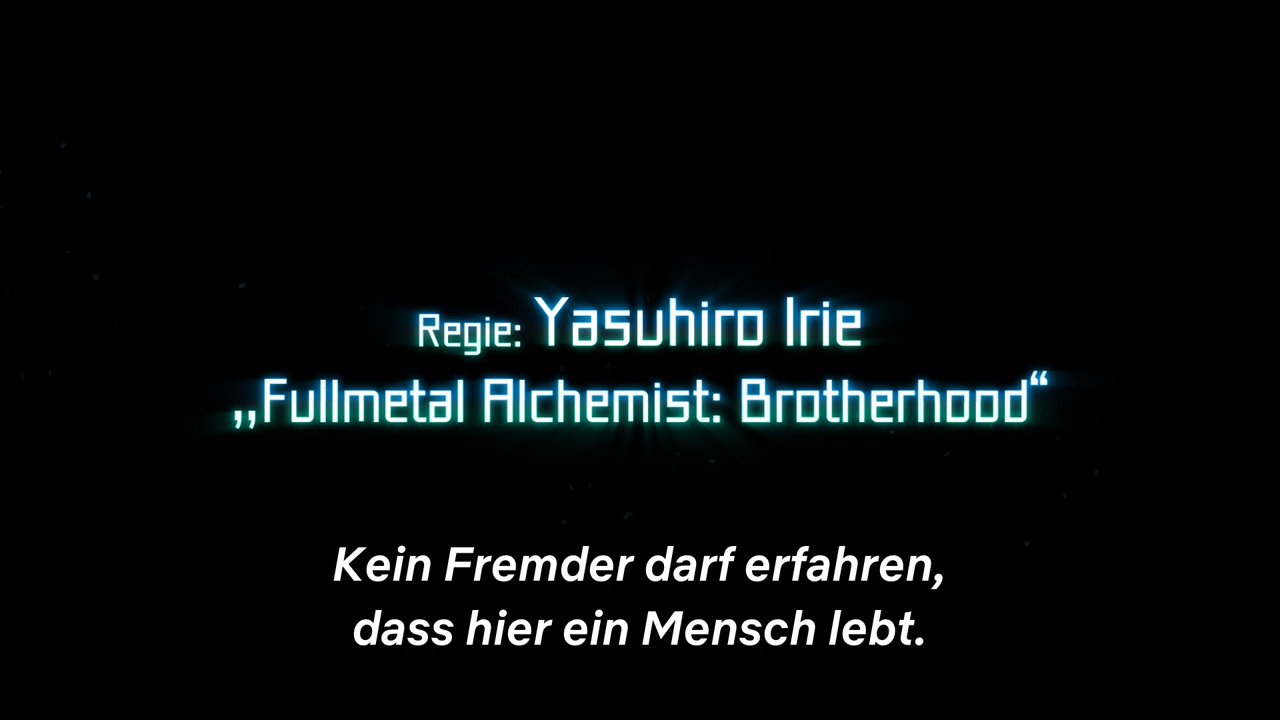 Regie: Yasuhiro Irie
„Fullmetal Alchemist: Brotherhood“
Kein Fremder darf erfahren,
dass hier ein Mensch lebt.